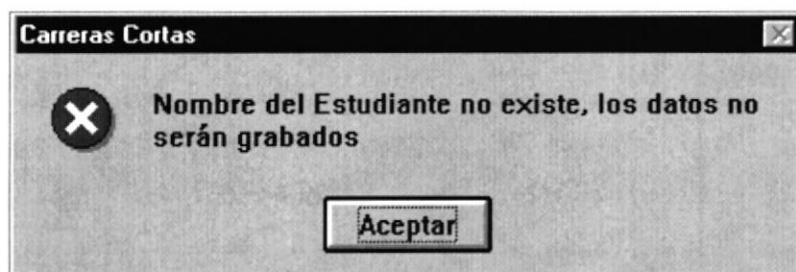 Carreras Cortas
Nombre del Estudiante no existe, los datos no
serán grabados
Aceptar